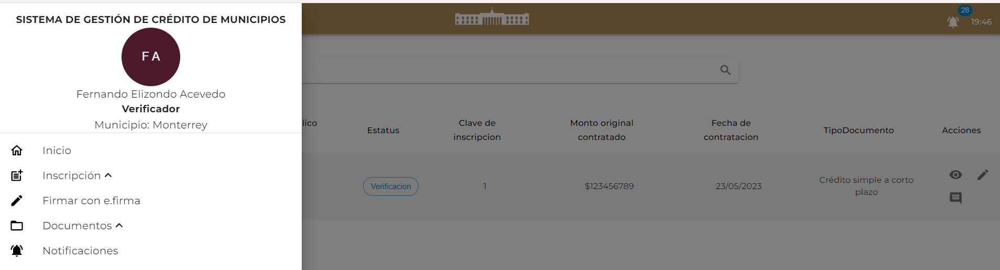 SISTEMA DE GESTIÓN DE CRÉDITO DE MUNICIPIOS
F A
Fernando Elizondo Acevedo
Verificador
Municipio: Monterrey
Inicio
Inscripción
Firmar con e.firma
Documentos
Notificaciones
28
19:46
lico
Estatus
Clave de
inscripcion
Monto original
contratado
Fecha de
contratacion
TipoDocumento
Acciones
Verificacion
1
$123456789
23/05/2023
Crédito simple a corto
plazo